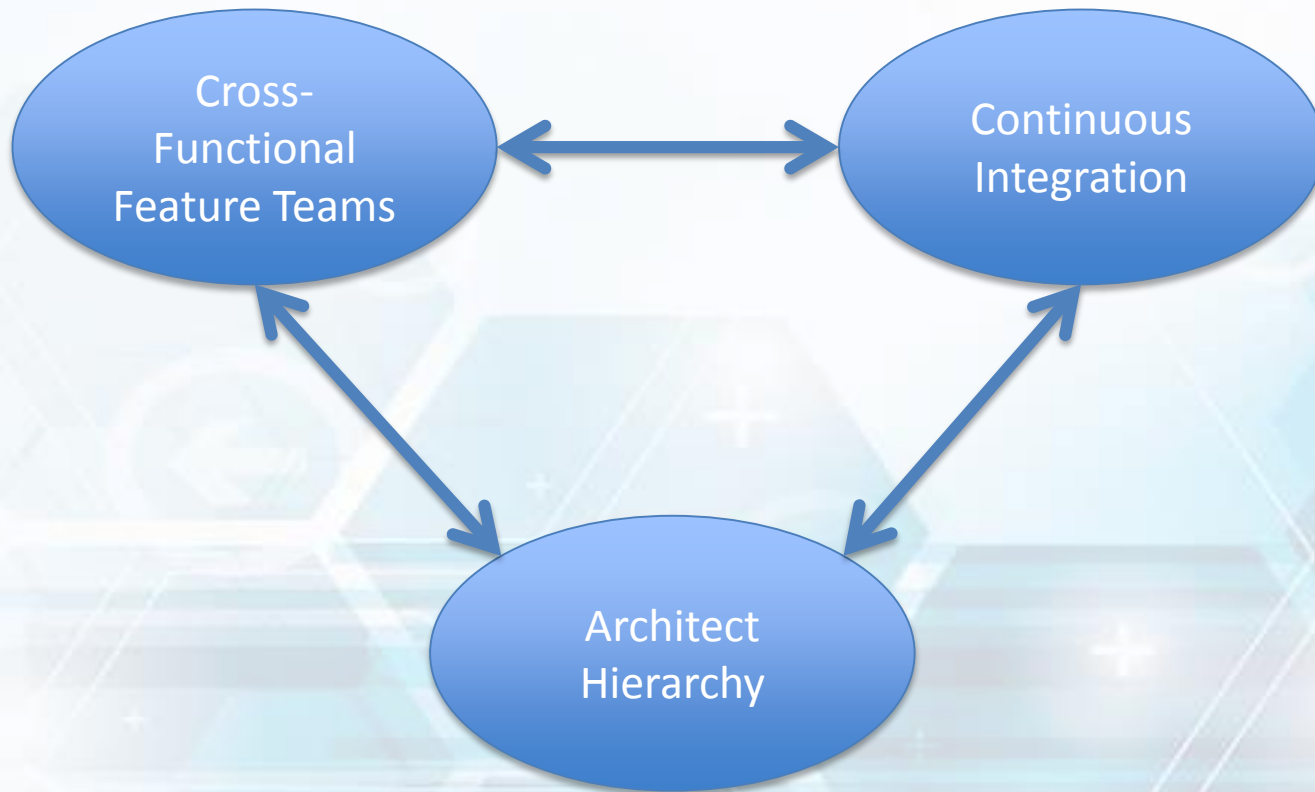 Cross-
Functional
Feature Teams
Continuous
Integration
Architect
Hierarchy